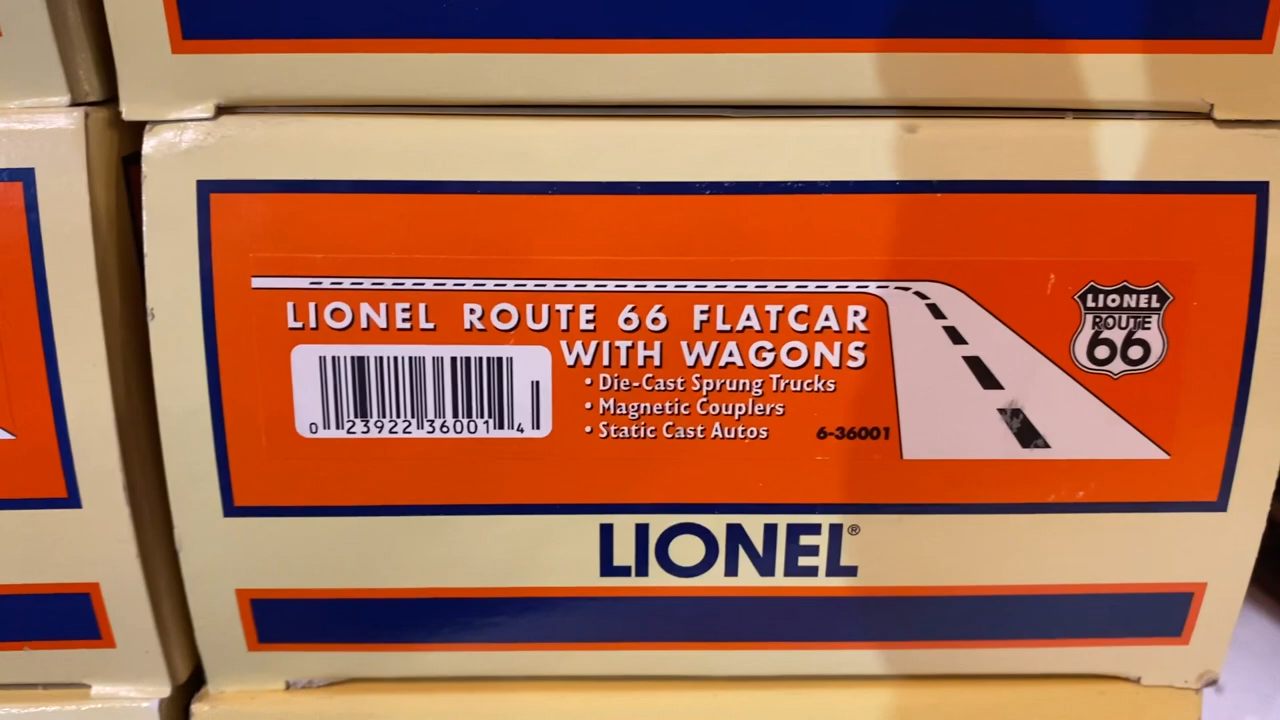 LIONEL ROUTE 66 FLATCAR
WITH WAGONS
• Die-Cast Sprung Trucks
• Magnetic Couplers
• Static Cast Autos
6-36001
0 23922 36001 4
LIONEL
ROUTE
66
LIONEL®